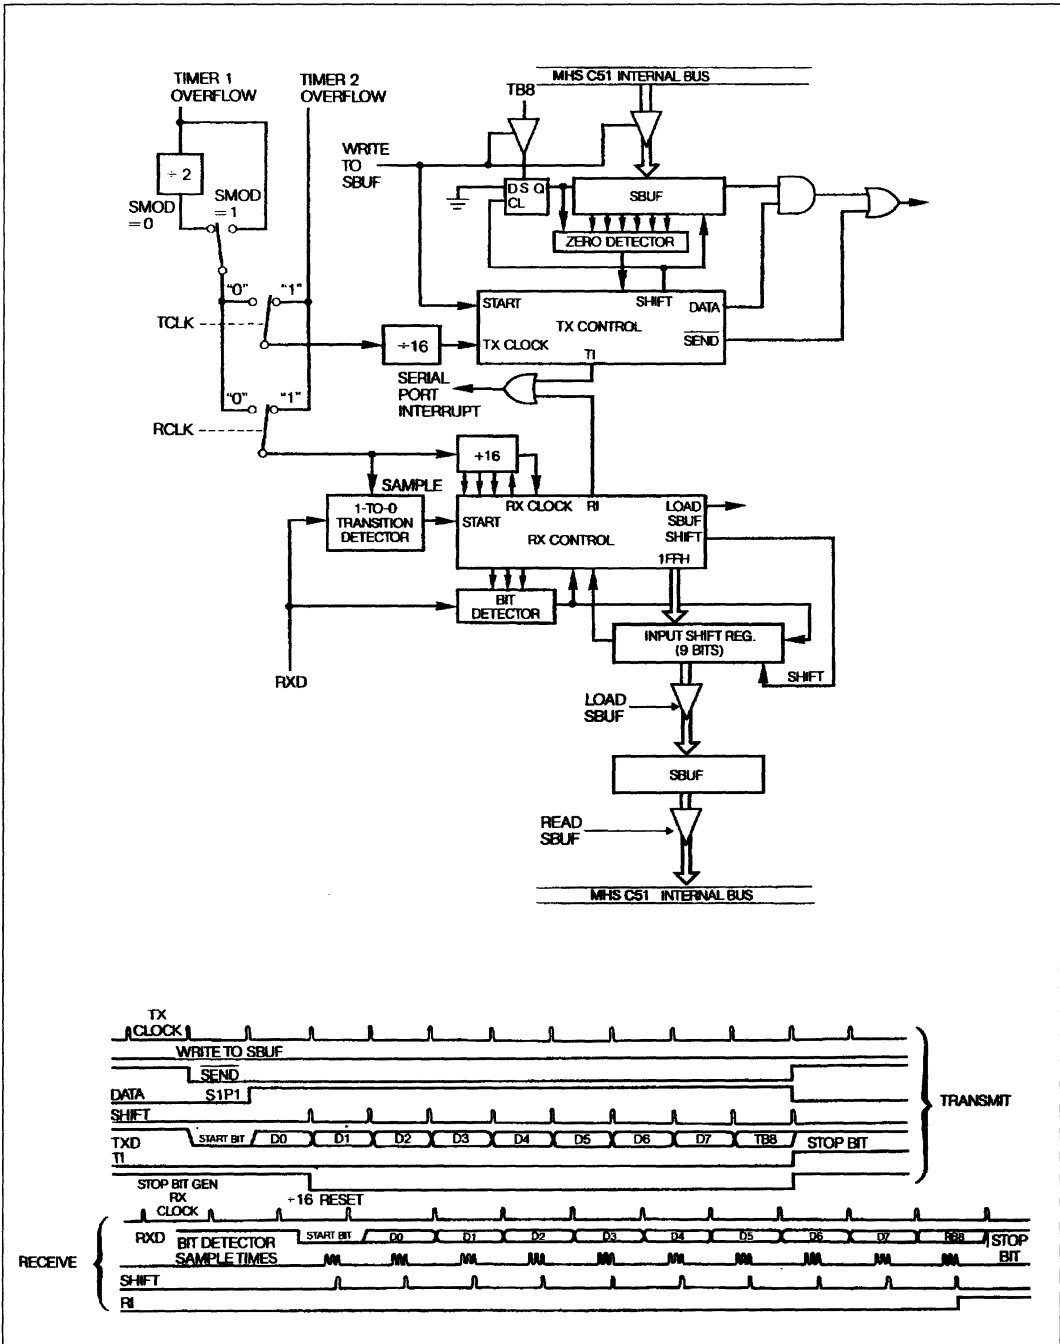 MHS C51 INTERNAL BUS
TIMER 1
OVERFLOW
TIMER 2
OVERFLOW
TB8
WRITE
TO
SBUF
÷ 2
SMOD
=0
SMOD
=1
D S Q
CL
SBUF
ZERO DETECTOR
"0"
"1"
TCLK
START
SHIFT
DATA
TX CONTROL
SEND
TX CLOCK
TI
÷16
SERIAL
PORT
INTERRUPT
"0"
"1"
RCLK
+16
SAMPLE
1-TO-0
TRANSITION
DETECTOR
RX CLOCK
RI
LOAD
SBUF
START
SHIFT
RX CONTROL
1FFH
BIT
DETECTOR
INPUT SHIFT REG.
(9 BITS)
SHIFT
RXD
LOAD
SBUF
SBUF
READ
SBUF
MHS C51 INTERNAL BUS
TX
CLOCK
WRITE TO SBUF
SEND
DATA
S1P1
TRANSMIT
SHIFT
TXD
START BIT
D0
D1
D2
D3
D4
D5
D6
D7
TB8
STOP BIT
TI
STOP BIT GEN
÷16 RESET
RX
CLOCK
RXD
BIT DETECTOR
SAMPLE TIMES
START BIT
D0
D1
D2
D3
D4
D5
D6
D7
RB8
STOP
BIT
RECEIVE
SHIFT
RI